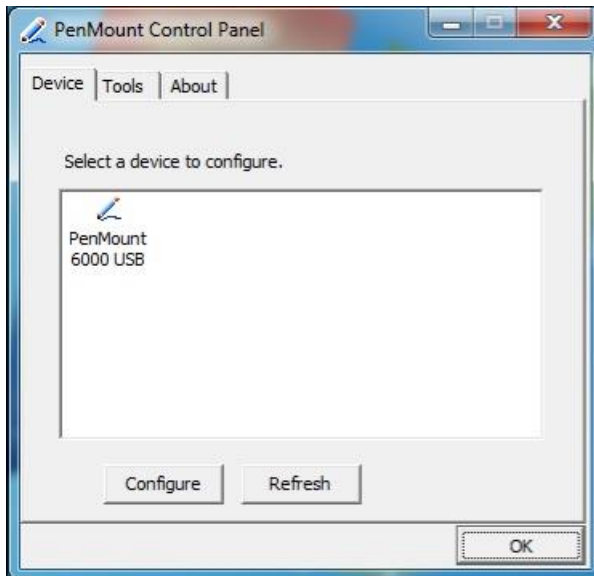 PenMount Control Panel
Device Tools About
Select a device to configure.
PenMount
6000 USB
Configure Refresh
OK